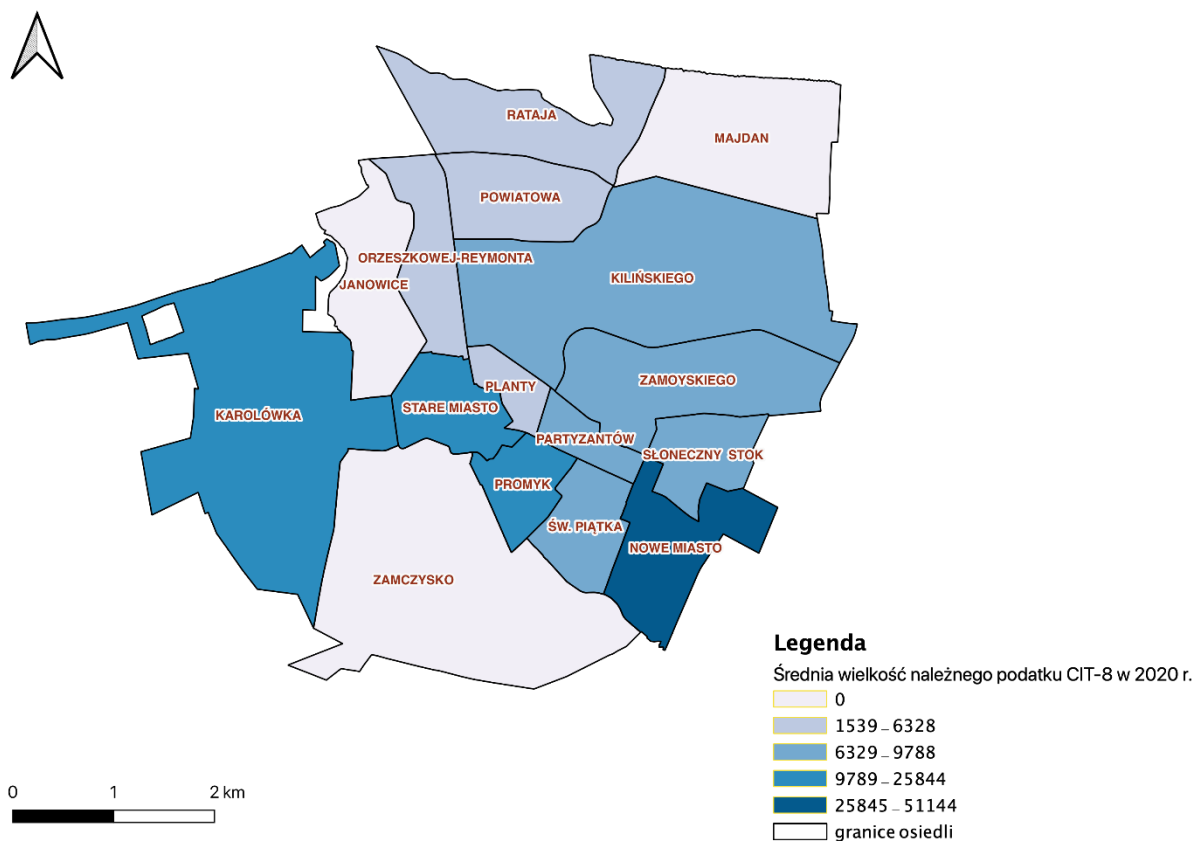 RATAJA
MAJDAN
POWIATOWA
ORZESZKOWEJ-REYMONTA
KILIŃSKIEGO
JANOWICE
ZAMOYSKIEGO
PLANTY
STARE MIASTO
KAROLÓWKA
PARTYZANTÓW
SŁONECZNY STOK
PROMYK
ŚW. PIĄTKA
NOWE MIASTO
ZAMCZYSKO
Legenda
Średnia wielkość należnego podatku CIT-8 w 2020 r.
0
1539 – 6328
6329 – 9788
9789 – 25844
25845 – 51144
granice osiedli
0 1 2 km